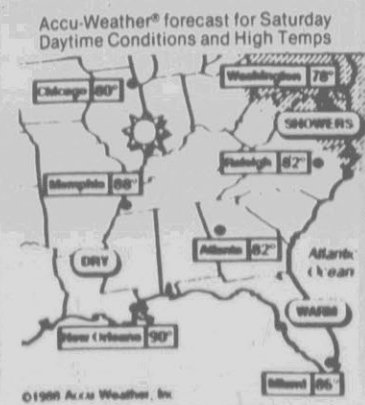 Accu-Weather® forecast for Saturday
Daytime Conditions and High Temps
Washington 78°
Chicago 80°
SHOWERS
Raleigh 82°
Memphis 88°
Atlanta 82°
Atlantic
Ocean
DRY
WARM
New Orleans 90°
Miami 86°
©1988 Accu Weather, Inc